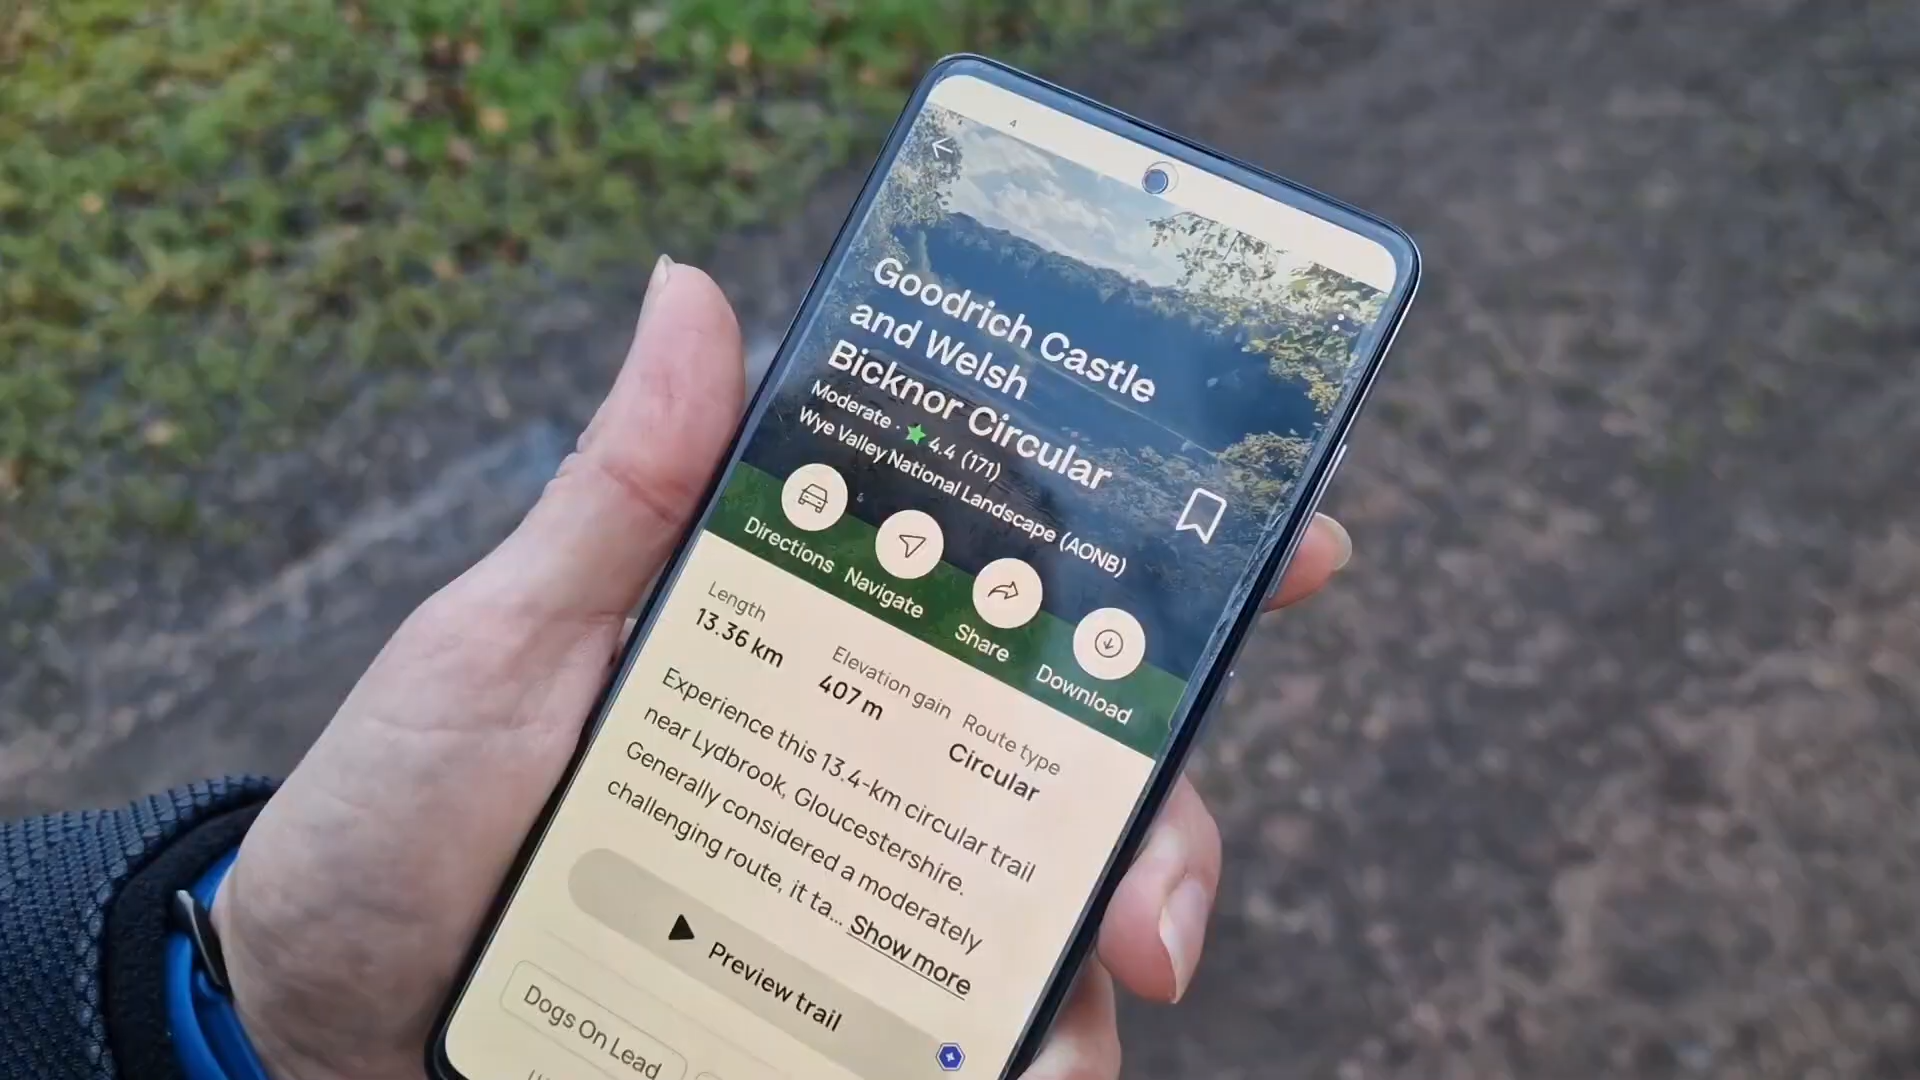 Goodrich Castle
and Welsh
Bicknor Circular
Moderate · 4.4 (171)
Wye Valley National Landscape (AONB)
Directions
Navigate
Share
Download
Length
13.36 km
Elevation gain
407 m
Route type
Circular
Experience this 13.4-km circular trail
near Lydbrook, Gloucestershire.
Generally considered a moderately
challenging route, it ta... Show more
Preview trail
Dogs On Lead